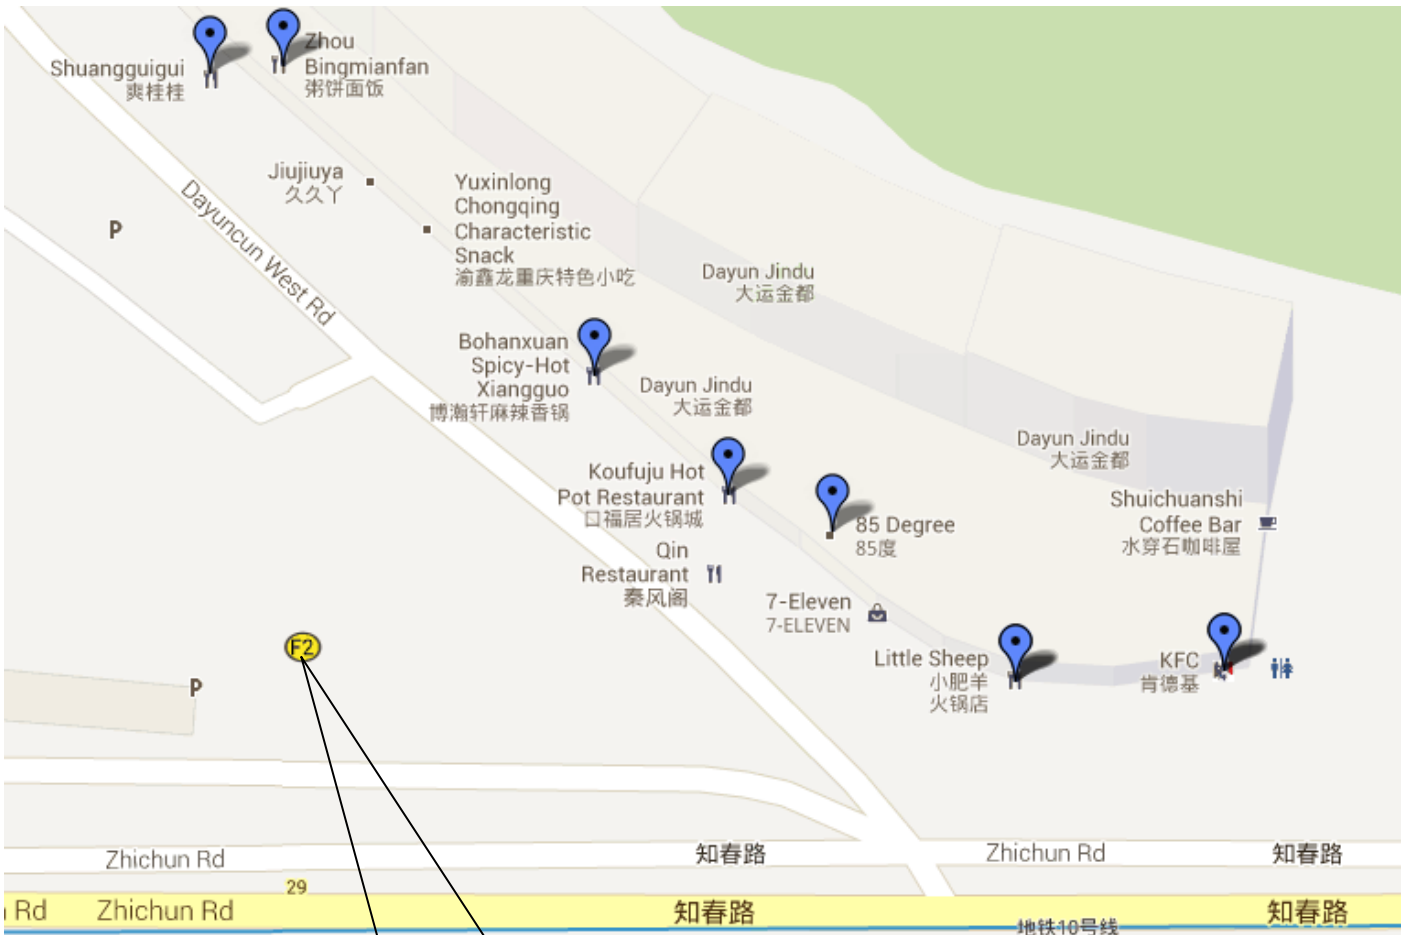 Shuangguigui
爽桂桂
Zhou
Bingmianfan
粥饼面饭
Jiujiuya
久久丫
Yuxinlong
Chongqing
Characteristic
Snack
渝鑫龙重庆特色小吃
P
Dayuncun West Rd
Dayun Jindu
大运金都
Bohanxuan
Spicy-Hot
Xiangguo
博瀚轩麻辣香锅
Dayun Jindu
大运金都
Dayun Jindu
大运金都
Koufuju Hot
Pot Restaurant
口福居火锅城
85 Degree
85度
Shuichuanshi
Coffee Bar
水穿石咖啡屋
Qin
Restaurant
秦风阁
7-Eleven
7-ELEVEN
F2
P
Little Sheep
小肥羊
火锅店
KFC
肯德基
Zhichun Rd
知春路
Zhichun Rd
知春路
29
Rd
Zhichun Rd
知春路
地铁10号线
知春路